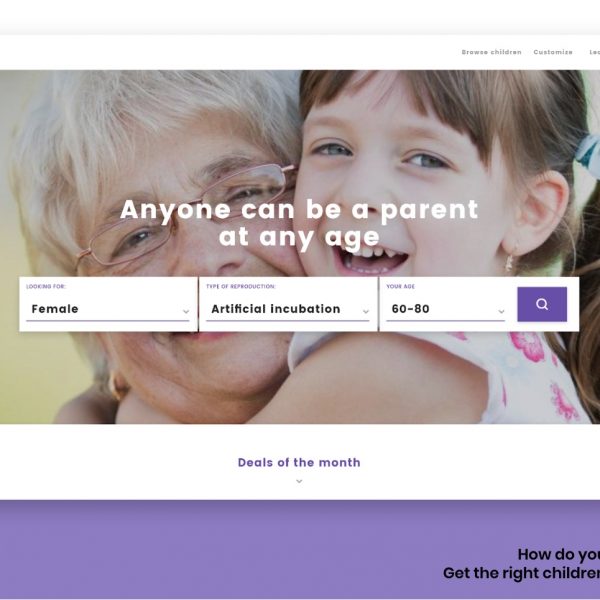 Browse children Customize
Anyone can be a parent
at any age
LOOKING FOR: TYPE OF REPRODUCTION: YOUR AGE
Female Artificial incubation 60-80
Deals of the month
How do you
Get the right children